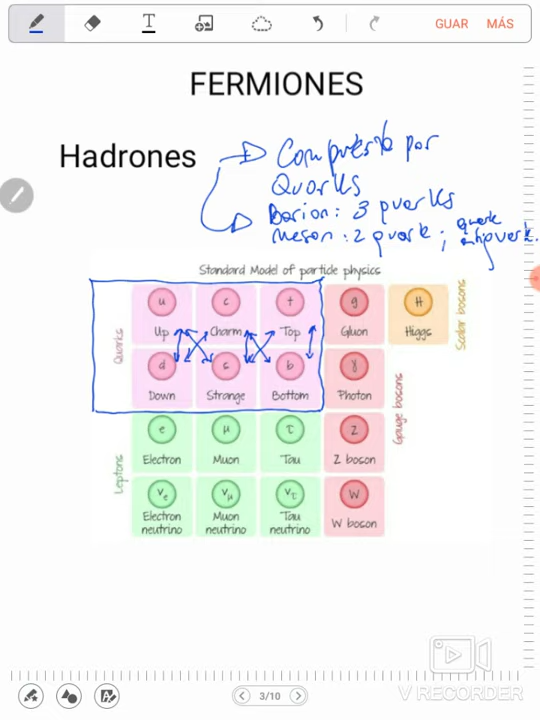 GUAR MÁS
FERMIONES
Hadrones
Compuesto por
Quarks
Barion: 3 quarks
Meson: 2 quark; quark
antiquark.
Standard Model of particle physics
Quarks
u c t g H
Up Charm Top Gluon Higgs
Scalar bosons
d s b γ
Down Strange Bottom Photon
Gauge bosons
Leptons
e μ τ Z
Electron Muon Tau Z boson
νe νμ ντ W
Electron neutrino Muon neutrino Tau neutrino W boson
3/10
V RECORDER